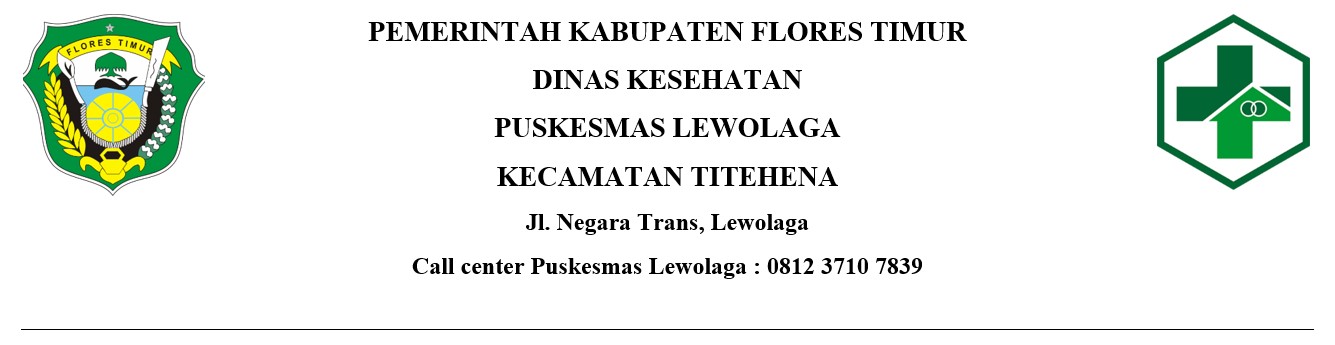 FLORES TIMUR
PEMERINTAH KABUPATEN FLORES TIMUR
DINAS KESEHATAN
PUSKESMAS LEWOLAGA
KECAMATAN TITEHENA
Jl. Negara Trans, Lewolaga
Call center Puskesmas Lewolaga : 0812 3710 7839